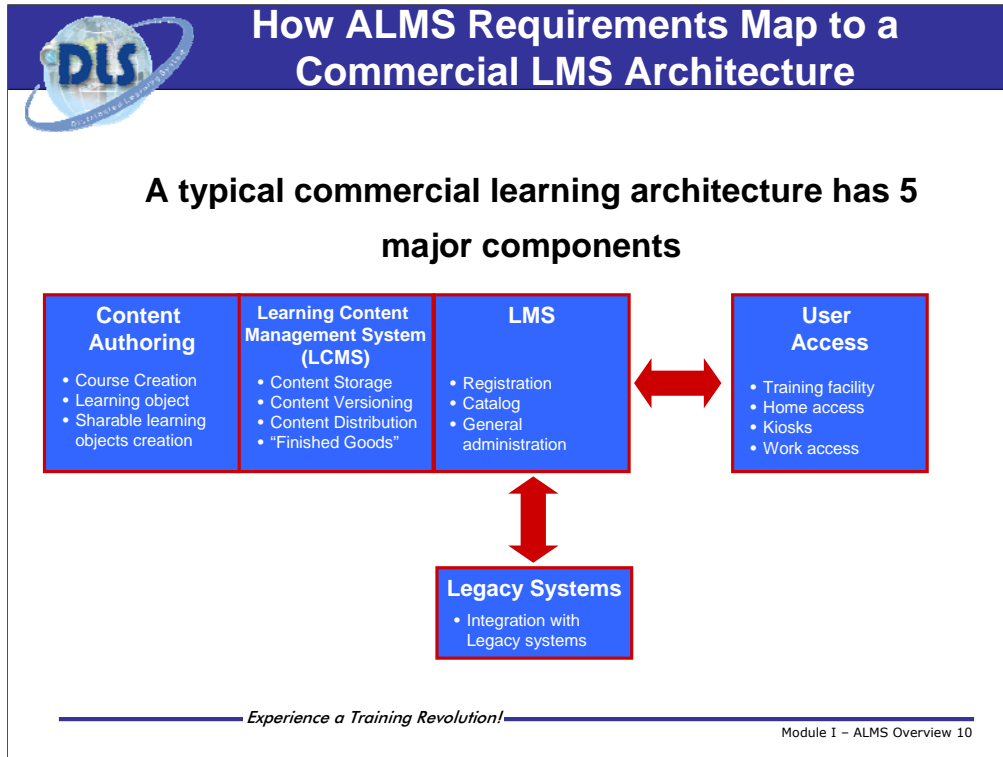 How ALMS Requirements Map to a
Commercial LMS Architecture
DLS
Distributed Learning System
A typical commercial learning architecture has 5
major components
Content
Authoring
• Course Creation
• Learning object
• Sharable learning
objects creation
Learning Content
Management System
(LCMS)
• Content Storage
• Content Versioning
• Content Distribution
• “Finished Goods”
LMS
• Registration
• Catalog
• General
administration
User
Access
• Training facility
• Home access
• Kiosks
• Work access
Legacy Systems
• Integration with
Legacy systems
Experience a Training Revolution!
Module I – ALMS Overview 10